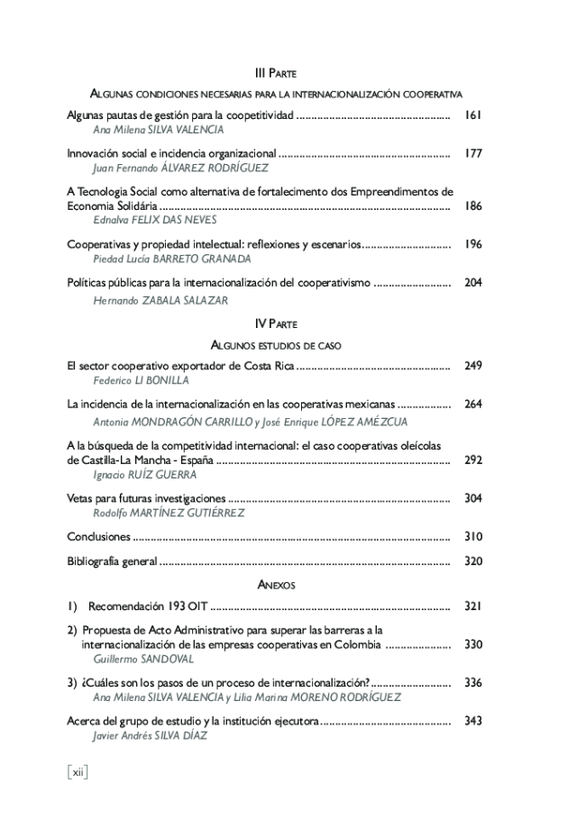 III PARTE
ALGUNAS CONDICIONES NECESARIAS PARA LA INTERNACIONALIZACIÓN COOPERATIVA
Algunas pautas de gestión para la coopetitividad .................................................... 161
Ana Milena SILVA VALENCIA
Innovación social e incidencia organizacional .......................................................... 177
Juan Fernando ÁLVAREZ RODRÍGUEZ
A Tecnologia Social como alternativa de fortalecimento dos Empreendimentos de
Economia Solidária .................................................................................................. 186
Ednalva FELIX DAS NEVES
Cooperativas y propiedad intelectual: reflexiones y escenarios.............................. 196
Piedad Lucía BARRETO GRANADA
Políticas públicas para la internacionalización del cooperativismo .......................... 204
Hernando ZABALA SALAZAR
IV PARTE
ALGUNOS ESTUDIOS DE CASO
El sector cooperativo exportador de Costa Rica .................................................... 249
Federico LI BONILLA
La incidencia de la internacionalización en las cooperativas mexicanas .................. 264
Antonia MONDRAGÓN CARRILLO y José Enrique LÓPEZ AMÉZCUA
A la búsqueda de la competitividad internacional: el caso cooperativas oleícolas
de Castilla-La Mancha - España ............................................................................... 292
Ignacio RUÍZ GUERRA
Vetas para futuras investigaciones ........................................................................... 304
Rodolfo MARTÍNEZ GUTIÉRREZ
Conclusiones ........................................................................................................... 310
Bibliografía general .................................................................................................. 320
ANEXOS
1) Recomendación 193 OIT ................................................................................. 321
2) Propuesta de Acto Administrativo para superar las barreras a la
internacionalización de las empresas cooperativas en Colombia ...................... 330
Guillermo SANDOVAL
3) ¿Cuáles son los pasos de un proceso de internacionalización?........................... 336
Ana Milena SILVA VALENCIA y Lilia Marina MORENO RODRÍGUEZ
Acerca del grupo de estudio y la institución ejecutora............................................ 343
Javier Andrés SILVA DÍAZ
[xii]